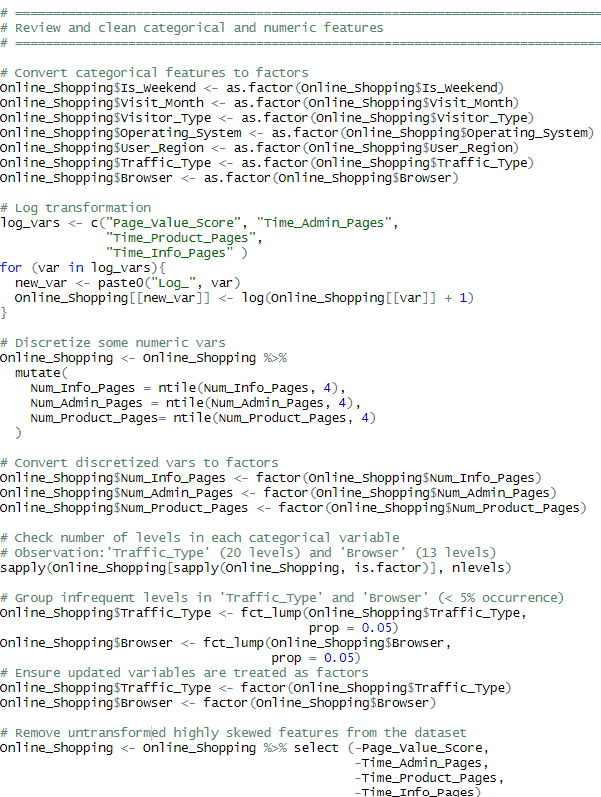 # ===========================================================================
# Review and clean categorical and numeric features
# ===========================================================================
# Convert categorical features to factors
Online_Shopping$Is_Weekend <- as.factor(Online_Shopping$Is_Weekend)
Online_Shopping$Visit_Month <- as.factor(Online_Shopping$Visit_Month)
Online_Shopping$Visitor_Type <- as.factor(Online_Shopping$Visitor_Type)
Online_Shopping$Operating_System <- as.factor(Online_Shopping$Operating_System)
Online_Shopping$User_Region <- as.factor(Online_Shopping$User_Region)
Online_Shopping$Traffic_Type <- as.factor(Online_Shopping$Traffic_Type)
Online_Shopping$Browser <- as.factor(Online_Shopping$Browser)
# Log transformation
log_vars <- c("Page_Value_Score", "Time_Admin_Pages",
"Time_Product_Pages",
"Time_Info_Pages" )
for (var in log_vars){
new_var <- paste0("Log_", var)
Online_Shopping[[new_var]] <- log(Online_Shopping[[var]] + 1)
}
# Discretize some numeric vars
Online_Shopping <- Online_Shopping %>%
mutate(
Num_Info_Pages = ntile(Num_Info_Pages, 4),
Num_Admin_Pages = ntile(Num_Admin_Pages, 4),
Num_Product_Pages= ntile(Num_Product_Pages, 4)
)
# Convert discretized vars to factors
Online_Shopping$Num_Info_Pages <- factor(Online_Shopping$Num_Info_Pages)
Online_Shopping$Num_Admin_Pages <- factor(Online_Shopping$Num_Admin_Pages)
Online_Shopping$Num_Product_Pages <- factor(Online_Shopping$Num_Product_Pages)
# Check number of levels in each categorical variable
# Observation:'Traffic_Type' (20 levels) and 'Browser' (13 levels)
sapply(Online_Shopping[sapply(Online_Shopping, is.factor)], nlevels)
# Group infrequent levels in 'Traffic_Type' and 'Browser' (< 5% occurrence)
Online_Shopping$Traffic_Type <- fct_lump(Online_Shopping$Traffic_Type,
prop = 0.05)
Online_Shopping$Browser <- fct_lump(Online_Shopping$Browser,
prop = 0.05)
# Ensure updated variables are treated as factors
Online_Shopping$Traffic_Type <- factor(Online_Shopping$Traffic_Type)
Online_Shopping$Browser <- factor(Online_Shopping$Browser)
# Remove untransformed highly skewed features from the dataset
Online_Shopping <- Online_Shopping %>% select (-Page_Value_Score,
-Time_Admin_Pages,
-Time_Product_Pages,
-Time_Info_Pages)